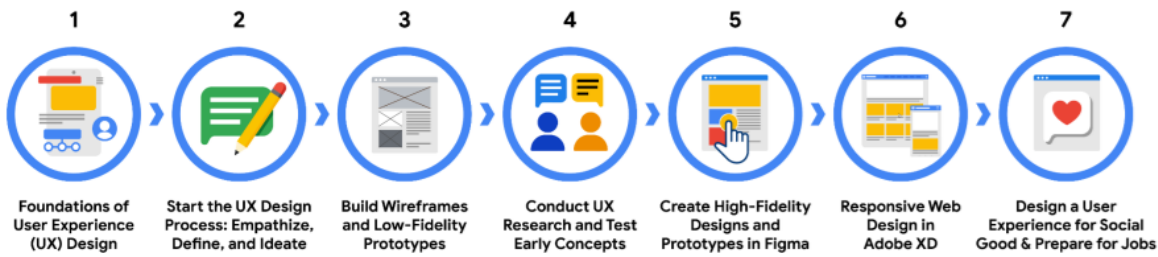 1
2
3
4
5
6
7
Foundations of
User Experience
(UX) Design
Start the UX Design
Process: Empathize,
Define, and Ideate
Build Wireframes
and Low-Fidelity
Prototypes
Conduct UX
Research and Test
Early Concepts
Create High-Fidelity
Designs and
Prototypes in Figma
Responsive Web
Design in
Adobe XD
Design a User
Experience for Social
Good & Prepare for Jobs